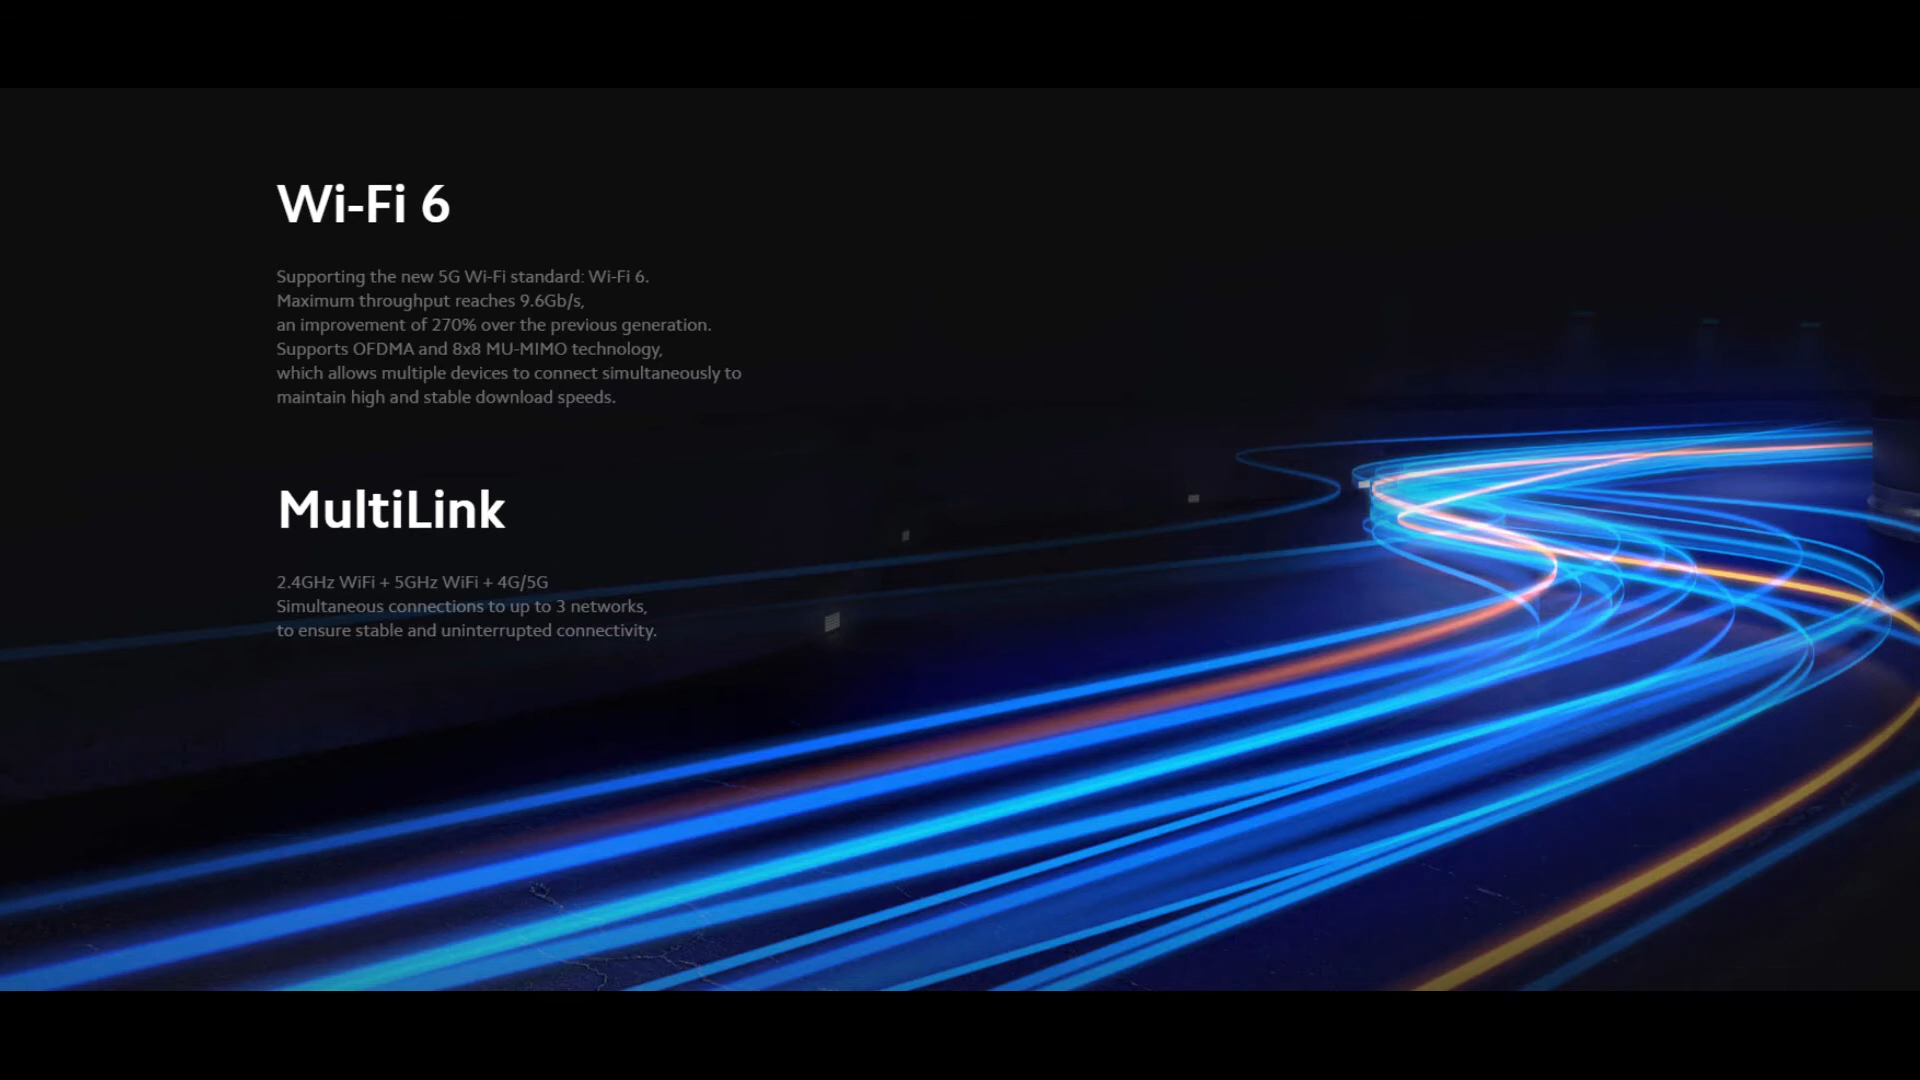 Wi-Fi 6
Supporting the new 5G Wi-Fi standard: Wi-Fi 6.
Maximum throughput reaches 9.6Gb/s,
an improvement of 270% over the previous generation.
Supports OFDMA and 8x8 MU-MIMO technology,
which allows multiple devices to connect simultaneously to
maintain high and stable download speeds.
MultiLink
2.4GHz WiFi + 5GHz WiFi + 4G/5G
Simultaneous connections to up to 3 networks,
to ensure stable and uninterrupted connectivity.